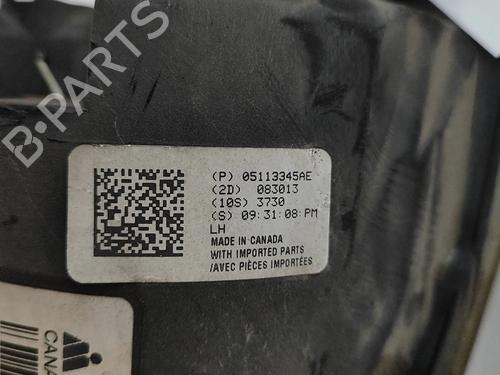 B-PARTS
(P) 05113345AE
(2D) 083013
(10S) 3730
(S) 09:31:08:PM
LH
MADE IN CANADA
WITH IMPORTED PARTS
/AVEC PIÈCES IMPORTÉES
CANA